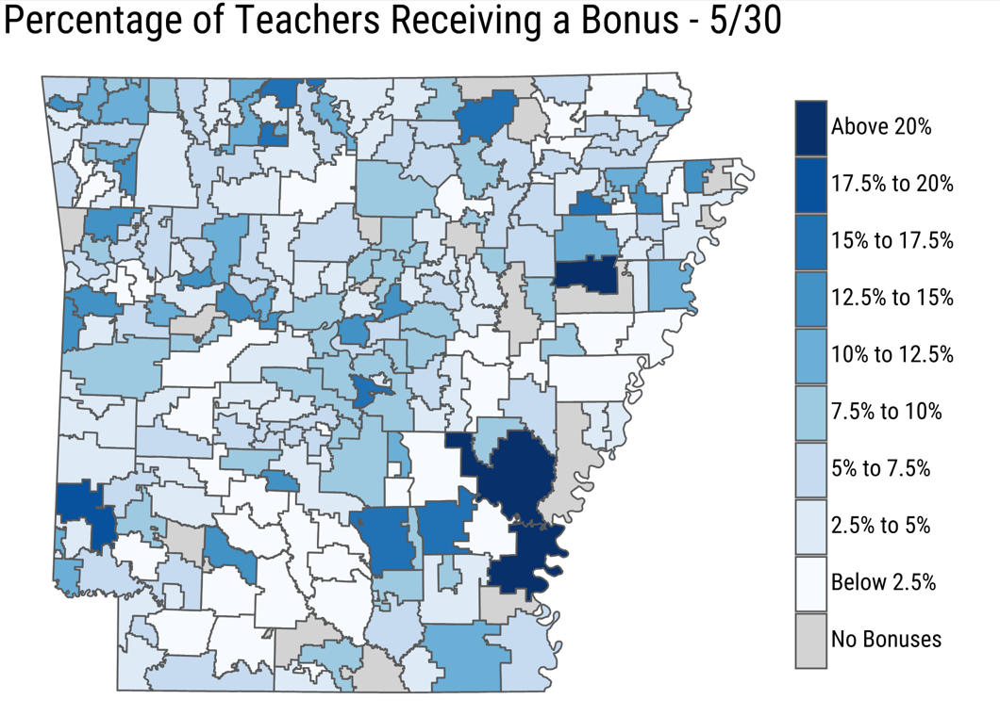 Percentage of Teachers Receiving a Bonus - 5/30
Above 20%
17.5% to 20%
15% to 17.5%
12.5% to 15%
10% to 12.5%
7.5% to 10%
5% to 7.5%
2.5% to 5%
Below 2.5%
No Bonuses